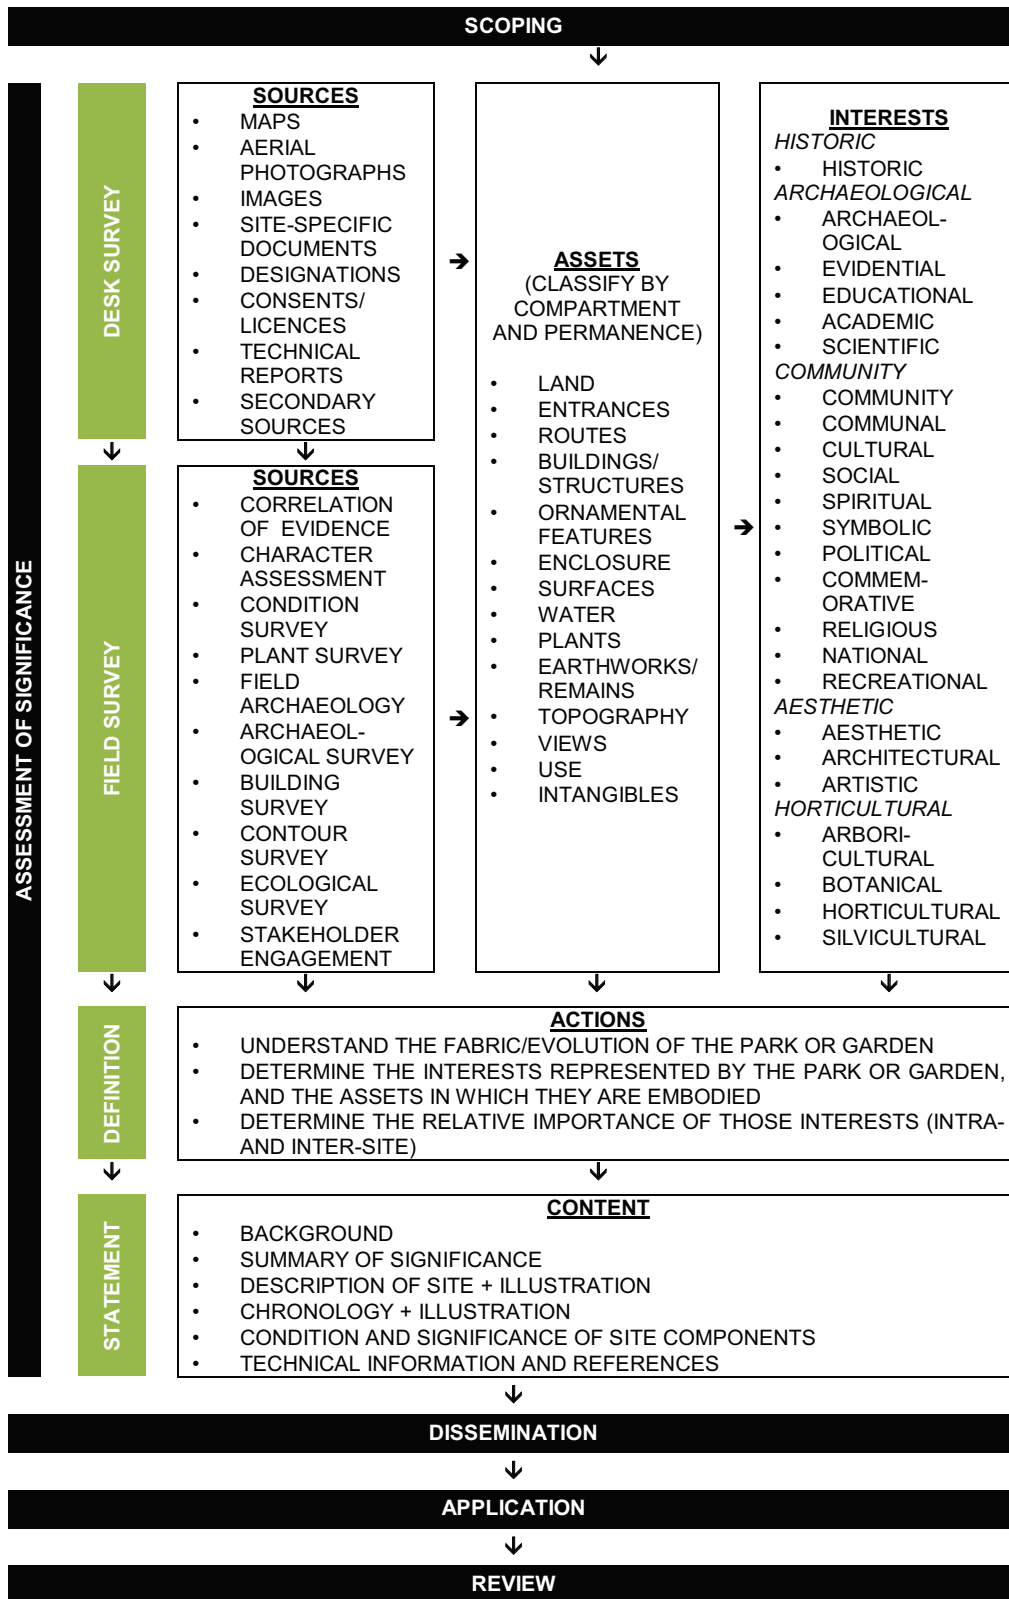 SCOPING
↓
ASSESSMENT OF SIGNIFICANCE
DESK SURVEY
SOURCES
• MAPS
• AERIAL
PHOTOGRAPHS
• IMAGES
• SITE-SPECIFIC
DOCUMENTS
• DESIGNATIONS
• CONSENTS/
LICENCES
• TECHNICAL
REPORTS
• SECONDARY
SOURCES
FIELD SURVEY
SOURCES
• CORRELATION
OF EVIDENCE
• CHARACTER
ASSESSMENT
• CONDITION
SURVEY
• PLANT SURVEY
• FIELD
ARCHAEOLOGY
• ARCHAEOL-
OGICAL SURVEY
• BUILDING
SURVEY
• CONTOUR
SURVEY
• ECOLOGICAL
SURVEY
• STAKEHOLDER
ENGAGEMENT
ASSETS
(CLASSIFY BY
COMPARTMENT
AND PERMANENCE)
• LAND
• ENTRANCES
• ROUTES
• BUILDINGS/
STRUCTURES
• ORNAMENTAL
FEATURES
• ENCLOSURE
• SURFACES
• WATER
• PLANTS
• EARTHWORKS/
REMAINS
• TOPOGRAPHY
• VIEWS
• USE
• INTANGIBLES
INTERESTS
HISTORIC
• HISTORIC
ARCHAEOLOGICAL
• ARCHAEOL-
OGICAL
• EVIDENTIAL
• EDUCATIONAL
• ACADEMIC
• SCIENTIFIC
COMMUNITY
• COMMUNITY
• COMMUNAL
• CULTURAL
• SOCIAL
• SPIRITUAL
• SYMBOLIC
• POLITICAL
• COMMEM-
ORATIVE
• RELIGIOUS
• NATIONAL
• RECREATIONAL
AESTHETIC
• AESTHETIC
• ARCHITECTURAL
• ARTISTIC
HORTICULTURAL
• ARBORI-
CULTURAL
• BOTANICAL
• HORTICULTURAL
• SILVICULTURAL
DEFINITION
ACTIONS
• UNDERSTAND THE FABRIC/EVOLUTION OF THE PARK OR GARDEN
• DETERMINE THE INTERESTS REPRESENTED BY THE PARK OR GARDEN,
AND THE ASSETS IN WHICH THEY ARE EMBODIED
• DETERMINE THE RELATIVE IMPORTANCE OF THOSE INTERESTS (INTRA-
AND INTER-SITE)
STATEMENT
CONTENT
• BACKGROUND
• SUMMARY OF SIGNIFICANCE
• DESCRIPTION OF SITE + ILLUSTRATION
• CHRONOLOGY + ILLUSTRATION
• CONDITION AND SIGNIFICANCE OF SITE COMPONENTS
• TECHNICAL INFORMATION AND REFERENCES
↓
DISSEMINATION
↓
APPLICATION
↓
REVIEW